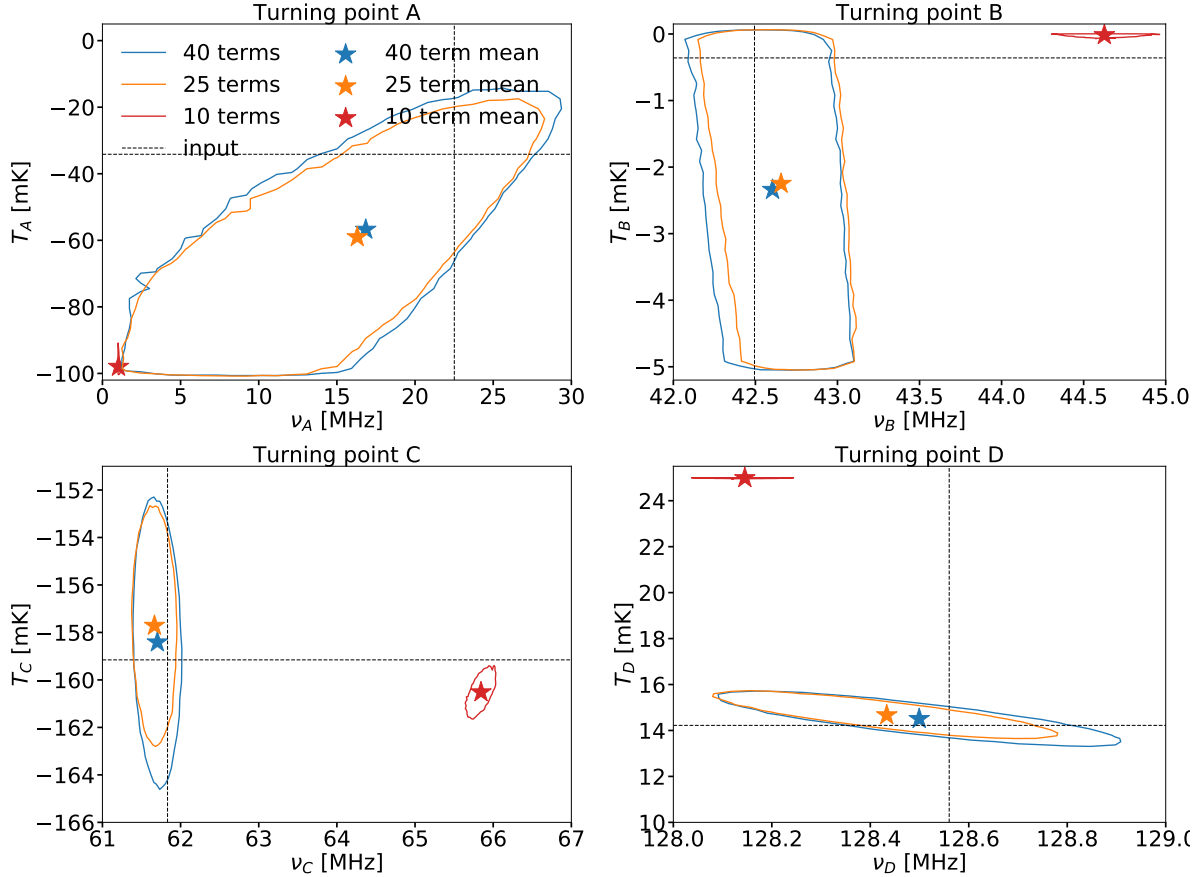 Turning point A
0
−20
−40
−60
−80
−100
T_A [mK]
40 terms
25 terms
10 terms
input
40 term mean
25 term mean
10 term mean
0 5 10 15 20 25 30
ν_A [MHz]
Turning point B
0
−1
−2
−3
−4
−5
T_B [mK]
42.0 42.5 43.0 43.5 44.0 44.5 45.0
ν_B [MHz]
Turning point C
−152
−154
−156
−158
−160
−162
−164
−166
T_C [mK]
61 62 63 64 65 66 67
ν_C [MHz]
Turning point D
24
22
20
18
16
14
12
10
T_D [mK]
128.0 128.2 128.4 128.6 128.8 129.0
ν_D [MHz]